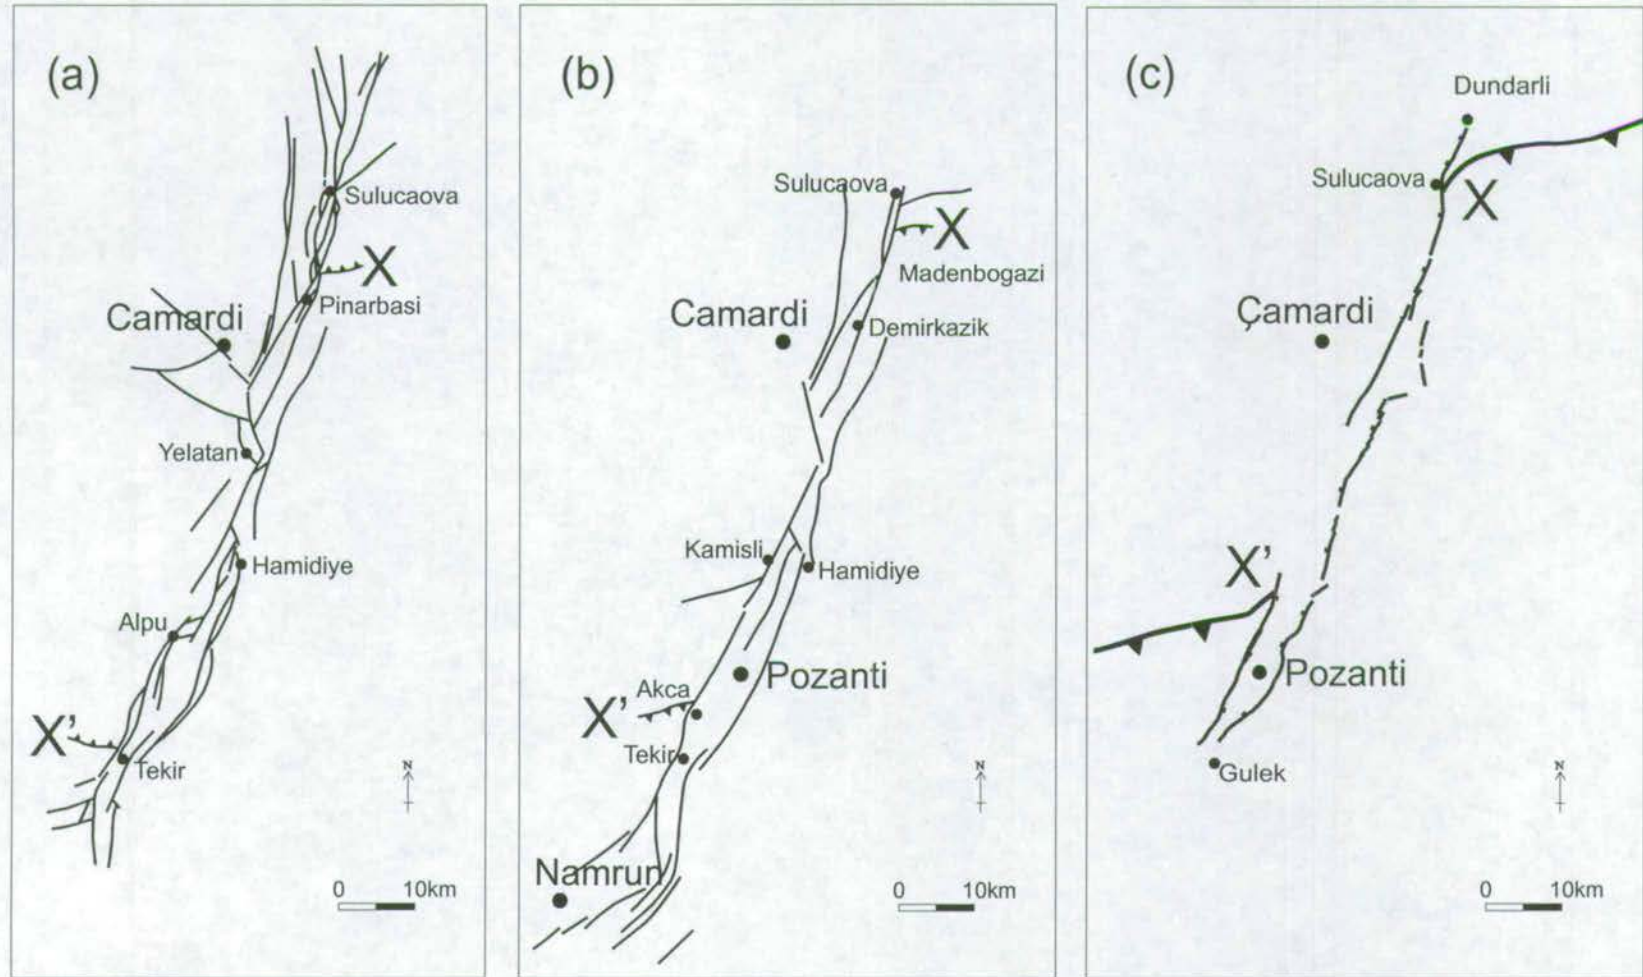 (a)
Sulucaova
X
Pinarbasi
Camardi
Yelatan
Hamidiye
Alpu
X'
Tekir
N
0 10km
(b)
Sulucaova
X
Madenbogazi
Camardi
Demirkazik
Kamisli
Hamidiye
Pozanti
Akca
X'
Tekir
N
Namrun
0 10km
(c)
Dundarli
Sulucaova
X
Çamardi
X'
Pozanti
Gulek
N
0 10km